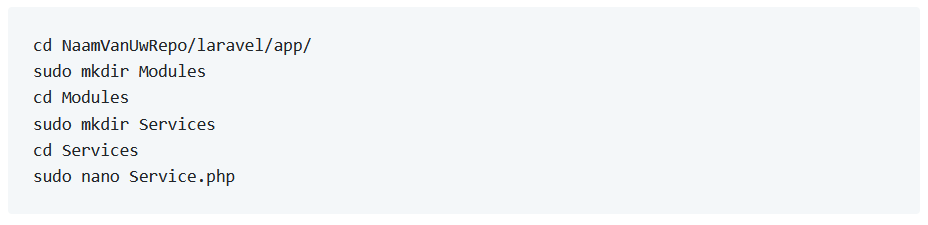 cd NaamVanUwRepo/laravel/app/
sudo mkdir Modules
cd Modules
sudo mkdir Services
cd Services
sudo nano Service.php